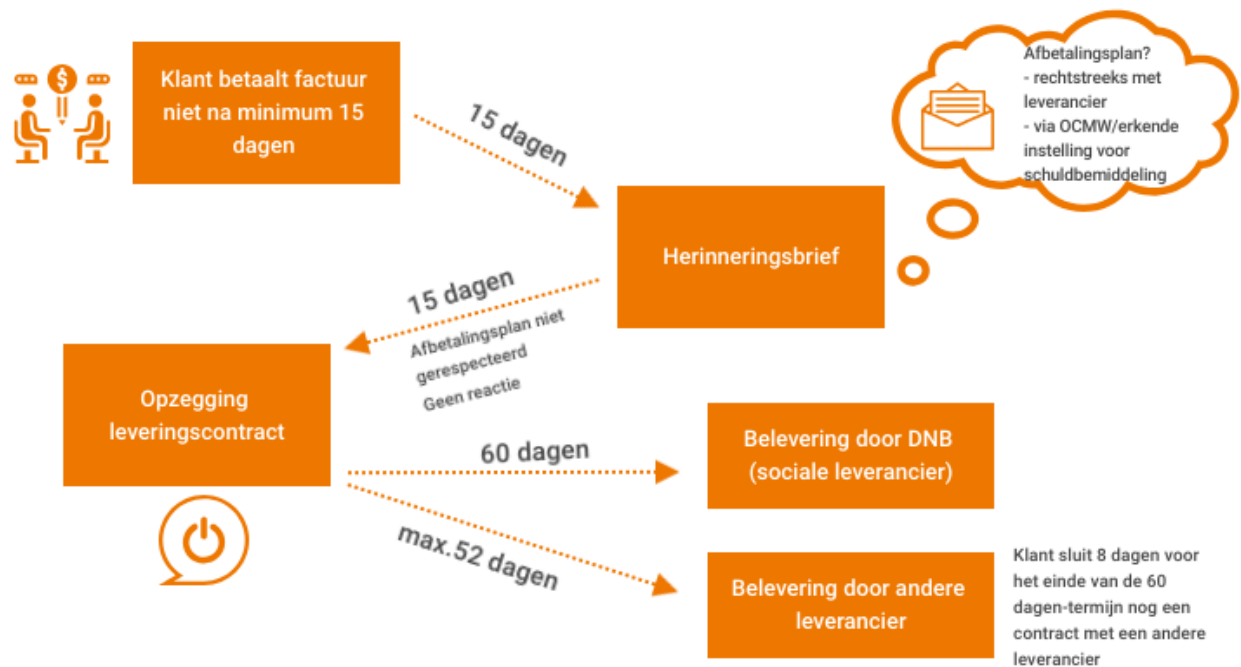 Klant betaalt factuur
niet na minimum 15
dagen
15 dagen
Afbetalingsplan?
- rechtstreeks met
leverancier
- via OCMW/erkende
instelling voor
schuldbemiddeling
Herinneringsbrief
15 dagen
Afbetalingsplan niet
gerespecteerd
Geen reactie
Opzegging
leveringscontract
60 dagen
Belevering door DNB
(sociale leverancier)
max.52 dagen
Belevering door andere
leverancier
Klant sluit 8 dagen voor
het einde van de 60
dagen-termijn nog een
contract met een andere
leverancier